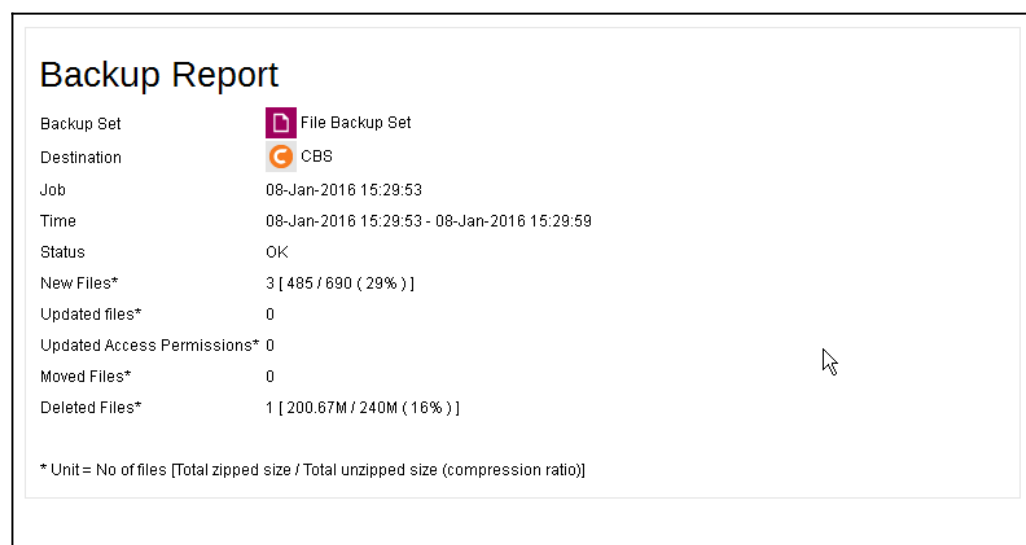 Backup Report
Backup Set File Backup Set
Destination CBS
Job 08-Jan-2016 15:29:53
Time 08-Jan-2016 15:29:53 - 08-Jan-2016 15:29:59
Status OK
New Files* 3 [ 485 / 690 ( 29% ) ]
Updated files* 0
Updated Access Permissions* 0
Moved Files* 0
Deleted Files* 1 [ 200.67M / 240M ( 16% ) ]
* Unit = No of files [Total zipped size / Total unzipped size (compression ratio)]